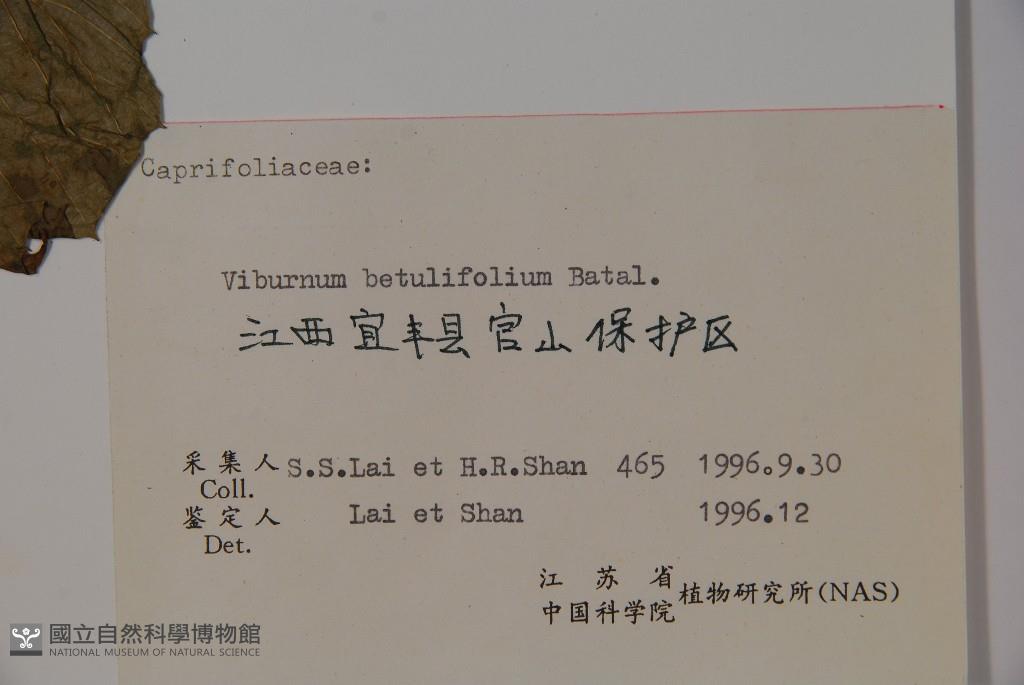 Caprifoliaceae:
Viburnum betulifolium Batal.
江西宜丰县官山保护区
采集人 S.S.Lai et H.R.Shan 465 1996.9.30
Coll.
鉴定人 Lai et Shan 1996.12
Det.
江苏省
中国科学院 植物研究所(NAS)
國立自然科學博物館
NATIONAL MUSEUM OF NATURAL SCIENCE